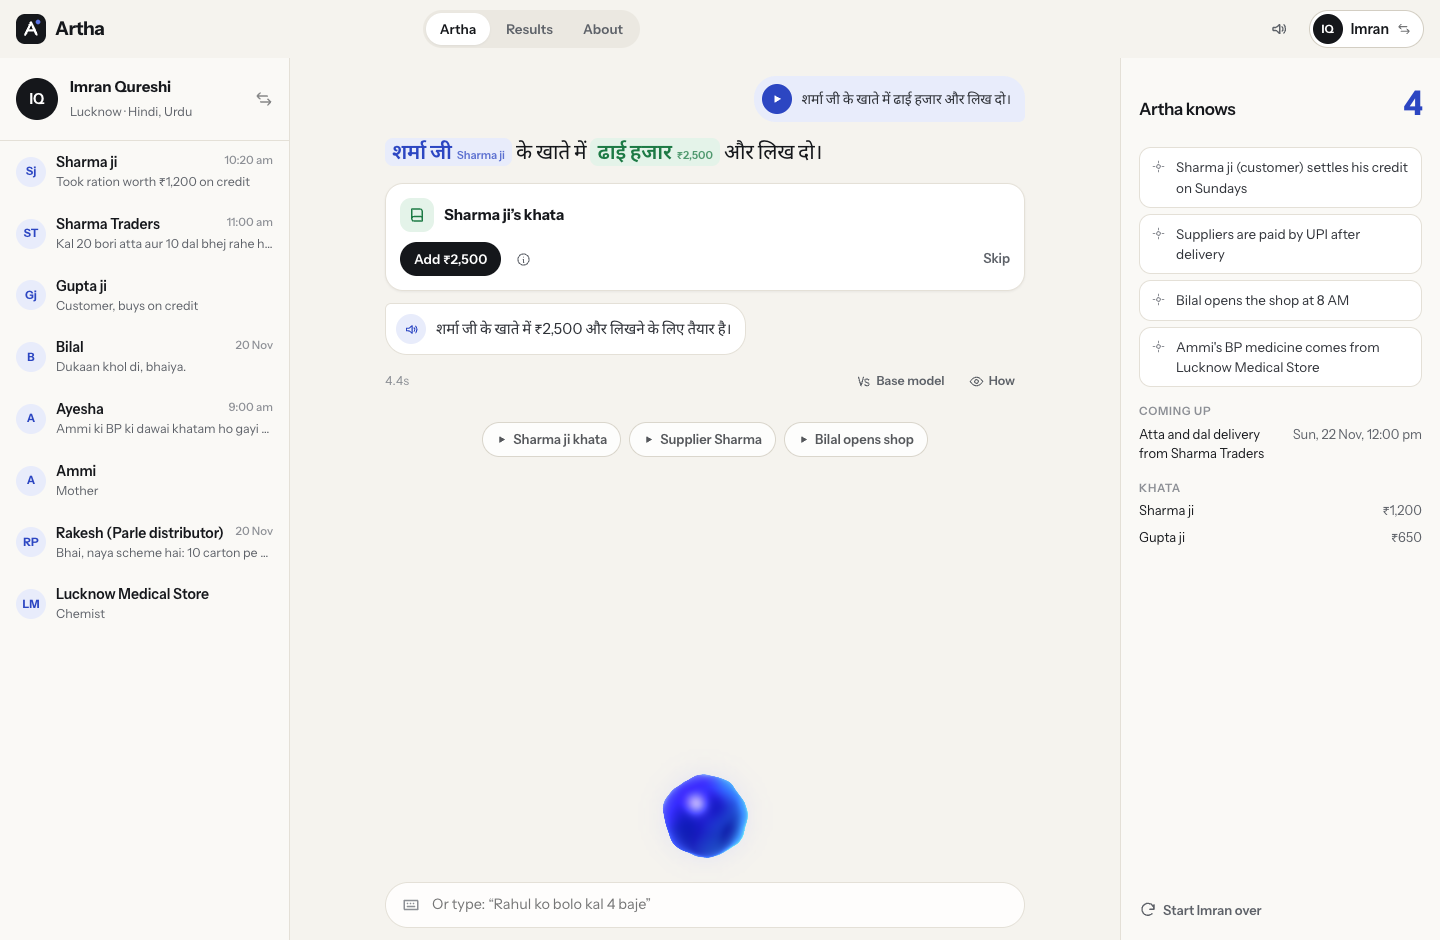 Artha
Artha Results About
IQ Imran
IQ Imran Qureshi
Lucknow · Hindi, Urdu
Sj Sharma ji 10:20 am
Took ration worth ₹1,200 on credit
ST Sharma Traders 11:00 am
Kal 20 bori atta aur 10 dal bhej rahe h...
Gj Gupta ji
Customer, buys on credit
B Bilal 20 Nov
Dukaan khol di, bhaiya.
A Ayesha 9:00 am
Ammi ki BP ki dawai khatam ho gayi ...
A Ammi
Mother
RP Rakesh (Parle distributor) 20 Nov
Bhai, naya scheme hai: 10 carton pe ...
LM Lucknow Medical Store
Chemist
शर्मा जी के खाते में ढाई हजार और लिख दो।
शर्मा जी Sharma ji के खाते में ढाई हजार ₹2,500 और लिख दो।
Sharma ji's khata
Add ₹2,500 Skip
शर्मा जी के खाते में ₹2,500 और लिखने के लिए तैयार है।
4.4s Vs Base model How
Sharma ji khata Supplier Sharma Bilal opens shop
Or type: “Rahul ko bolo kal 4 baje”
Artha knows 4
Sharma ji (customer) settles his credit
on Sundays
Suppliers are paid by UPI after
delivery
Bilal opens the shop at 8 AM
Ammi's BP medicine comes from
Lucknow Medical Store
COMING UP
Atta and dal delivery Sun, 22 Nov, 12:00 pm
from Sharma Traders
KHATA
Sharma ji ₹1,200
Gupta ji ₹650
Start Imran over